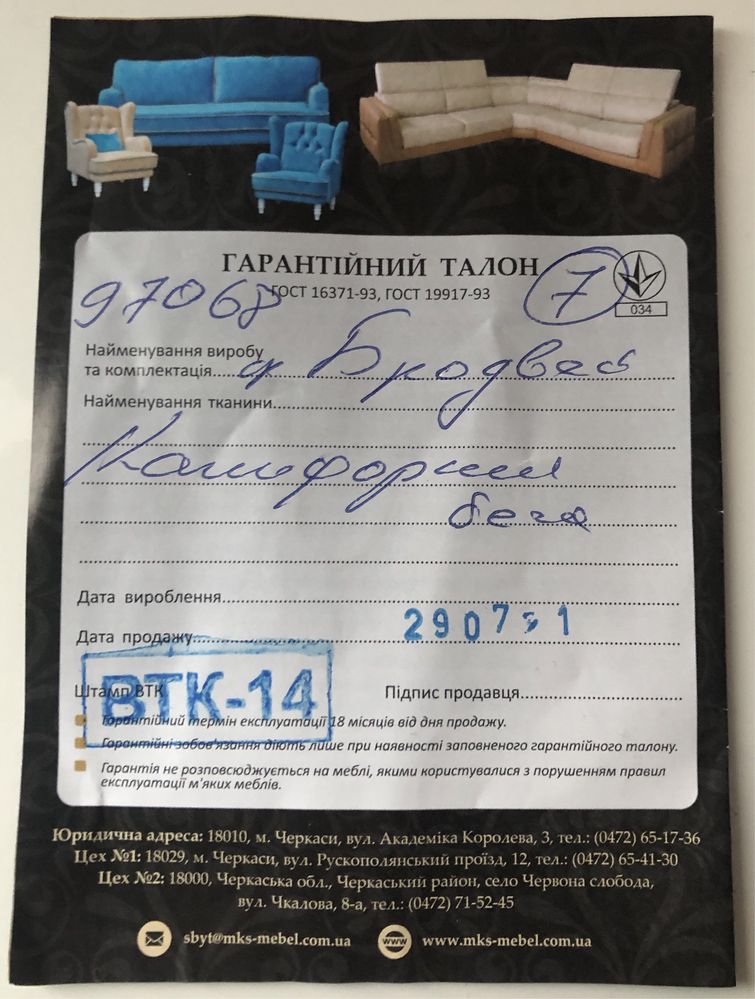 ГАРАНТІЙНИЙ ТАЛОН
ГОСТ 16371-93, ГОСТ 19917-93
97068
7
034
Найменування виробу
та комплектація.... Бродвей
Найменування тканини....
Калифорния
бега
Дата вироблення....
290731
Дата продажу....
Штамп ВТК
ВТК-14
Підпис продавця....
Гарантійний термін експлуатації 18 місяців від дня продажу.
Гарантійні зобов'язання діють лише при наявності заповненого гарантійного талону.
Гарантія не розповсюджується на меблі, якими користувалися з порушенням правил
експлуатації м'яких меблів.
Юридична адреса: 18010, м. Черкаси, вул. Академіка Королева, 3, тел.: (0472) 65-17-36
Цех №1: 18029, м. Черкаси, вул. Рускополянський проїзд, 12, тел.: (0472) 65-41-30
Цех №2: 18000, Черкаська обл., Черкаський район, село Червона слобода,
вул. Чкалова, 8-а, тел.: (0472) 71-52-45
sbyt@mks-mebel.com.ua
www
www.mks-mebel.com.ua